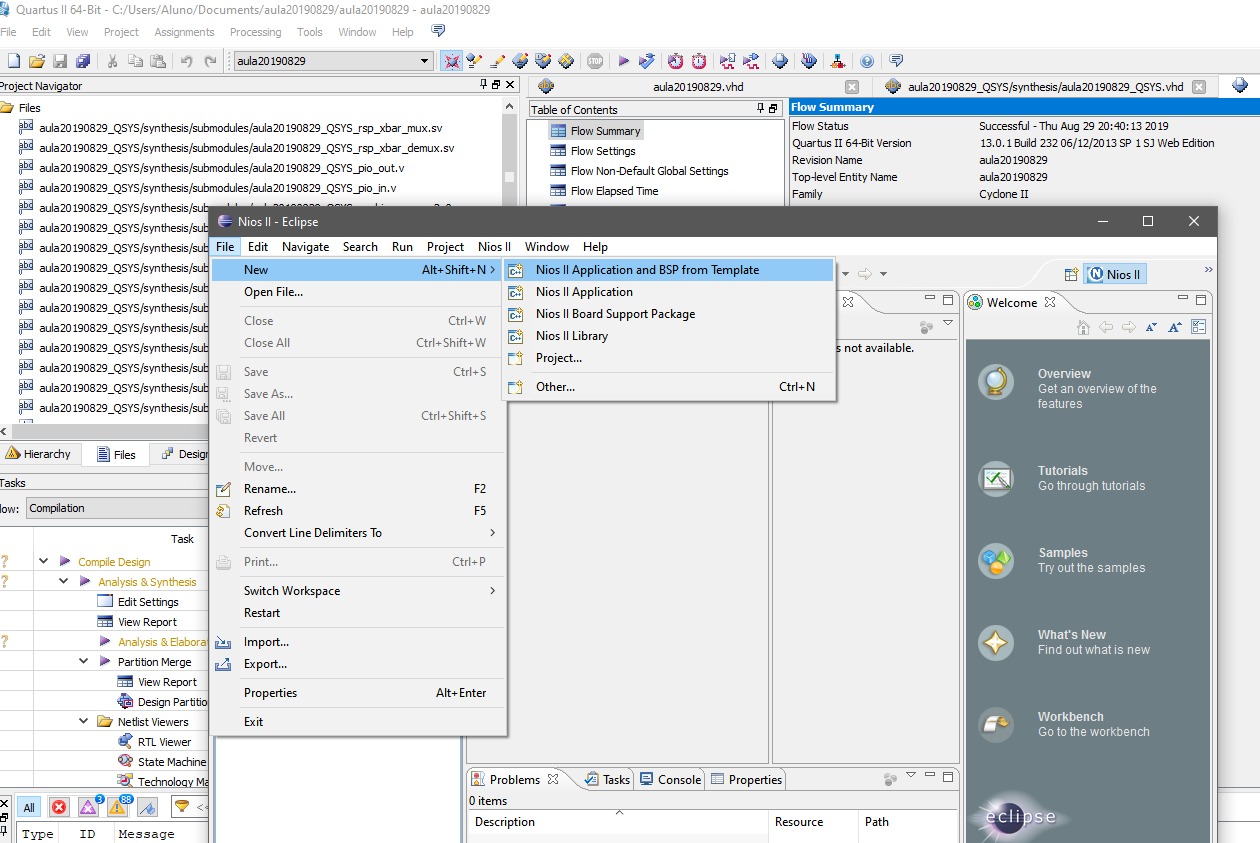 Quartus II 64-Bit - C:/Users/Aluno/Documents/aula20190829/aula20190829 - aula20190829
File Edit View Project Assignments Processing Tools Window Help
aula20190829
Project Navigator
Files
aula20190829_QSYS/synthesis/submodules/aula20190829_QSYS_rsp_xbar_mux.sv
aula20190829_QSYS/synthesis/submodules/aula20190829_QSYS_rsp_xbar_demux.sv
aula20190829_QSYS/synthesis/submodules/aula20190829_QSYS_pio_out.v
aula20190829_QSYS/synthesis/submodules/aula20190829_QSYS_pio_in.v
aula20190829_QSYS/synthesis/sub
aula20190829_QSYS/synthesis/sub
aula20190829_QSYS/synthesis/sub
aula20190829_QSYS/synthesis/sub
aula20190829_QSYS/synthesis/sub
aula20190829_QSYS/synthesis/sub
aula20190829_QSYS/synthesis/sub
aula20190829_QSYS/synthesis/sub
aula20190829_QSYS/synthesis/sub
aula20190829_QSYS/synthesis/sub
aula20190829_QSYS/synthesis/sub
Hierarchy Files Design
Tasks
low: Compilation
Task
Compile Design
Analysis & Synthesis
Edit Settings
View Report
Analysis & Elabora
Partition Merge
View Report
Design Partitio
Netlist Viewers
RTL Viewer
State Machine
Technology Ma
All 3 88 <<
Type ID Message
aula20190829.vhd
aula20190829_QSYS/synthesis/aula20190829_QSYS.vhd
Table of Contents
Flow Summary
Flow Settings
Flow Non-Default Global Settings
Flow Elapsed Time
Flow Summary
Flow Status Successful - Thu Aug 29 20:40:13 2019
Quartus II 64-Bit Version 13.0.1 Build 232 06/12/2013 SP 1 SJ Web Edition
Revision Name aula20190829
Top-level Entity Name aula20190829
Family Cyclone II
Nios II - Eclipse
File Edit Navigate Search Run Project Nios II Window Help
New Alt+Shift+N
Open File...
Close Ctrl+W
Close All Ctrl+Shift+W
Save Ctrl+S
Save As...
Save All Ctrl+Shift+S
Revert
Move...
Rename... F2
Refresh F5
Convert Line Delimiters To
Print... Ctrl+P
Switch Workspace
Restart
Import...
Export...
Properties Alt+Enter
Exit
Nios II Application and BSP from Template
Nios II Application
Nios II Board Support Package
Nios II Library
Project...
Other... Ctrl+N
s not available.
Nios II
Welcome
Overview
Get an overview of the
features
Tutorials
Go through tutorials
Samples
Try out the samples
What's New
Find out what is new
Workbench
Go to the workbench
eclipse
Problems Tasks Console Properties
0 items
Description Resource Path